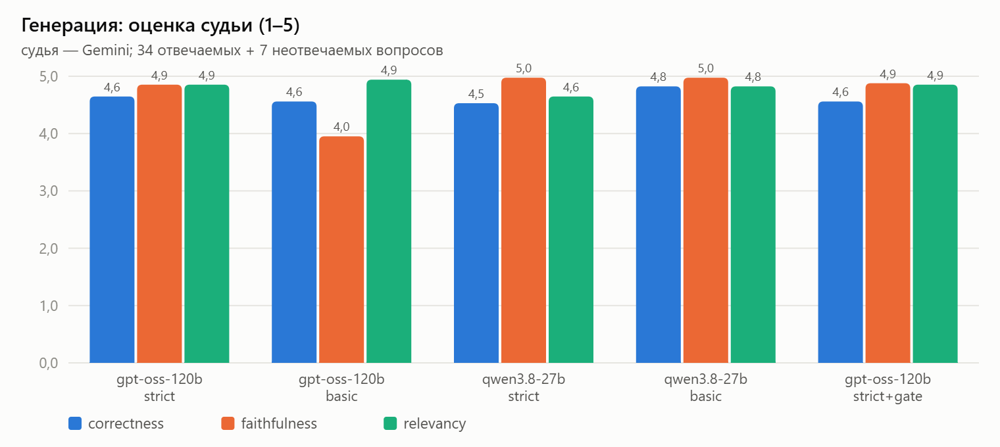 Генерация: оценка судьи (1–5)
судья — Gemini; 34 отвечаемых + 7 неотвечаемых вопросов
5,0
4,0
3,0
2,0
1,0
0,0
4,6 4,9 4,9
4,6 4,0 4,9
4,5 5,0 4,6
4,8 5,0 4,8
4,6 4,9 4,9
gpt-oss-120b
strict
gpt-oss-120b
basic
qwen3.8-27b
strict
qwen3.8-27b
basic
gpt-oss-120b
strict+gate
correctness faithfulness relevancy